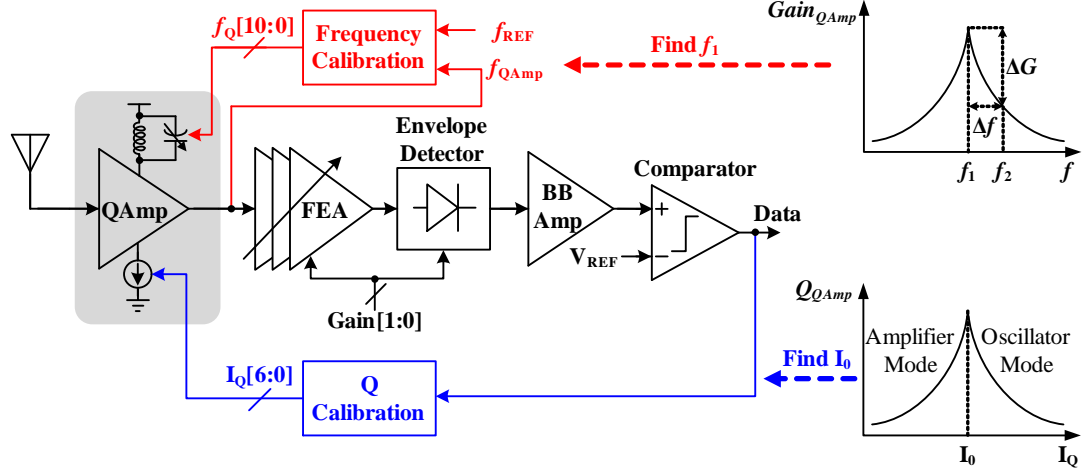 f_Q[10:0]
Frequency
Calibration
f_REF
f_QAmp
Find f_1
Gain_QAmp
ΔG
Δf
f_1 f_2 f
QAmp
FEA
Envelope
Detector
BB
Amp
Comparator
+
−
V_REF
Data
Gain[1:0]
I_Q[6:0]
Q
Calibration
Find I_0
Q_QAmp
Amplifier
Mode
Oscillator
Mode
I_0 I_Q